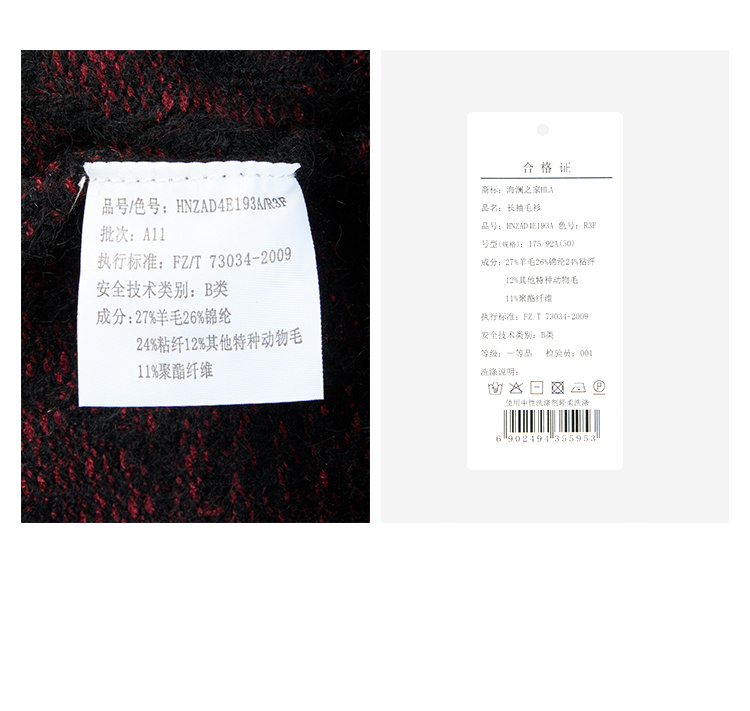 品号/色号: HNZAD4E193A/R3F
批次: A11
执行标准: FZ/T 73034-2009
安全技术类别: B类
成分:27%羊毛26%锦纶
24%粘纤12%其他特种动物毛
11%聚酯纤维
合格证
商标: 海澜之家HLA
品名: 长袖毛衫
品号: HNZAD4E193A 色号: R3F
号型(规格): 175/92A(50)
成分: 27%羊毛26%锦纶24%粘纤
12%其他特种动物毛
11%聚酯纤维
执行标准: FZ/T 73034-2009
安全技术类别: B类
等级: 一等品 检验员: 001
洗涤说明:
使用中性洗涤剂轻柔洗涤
6 902494 355953